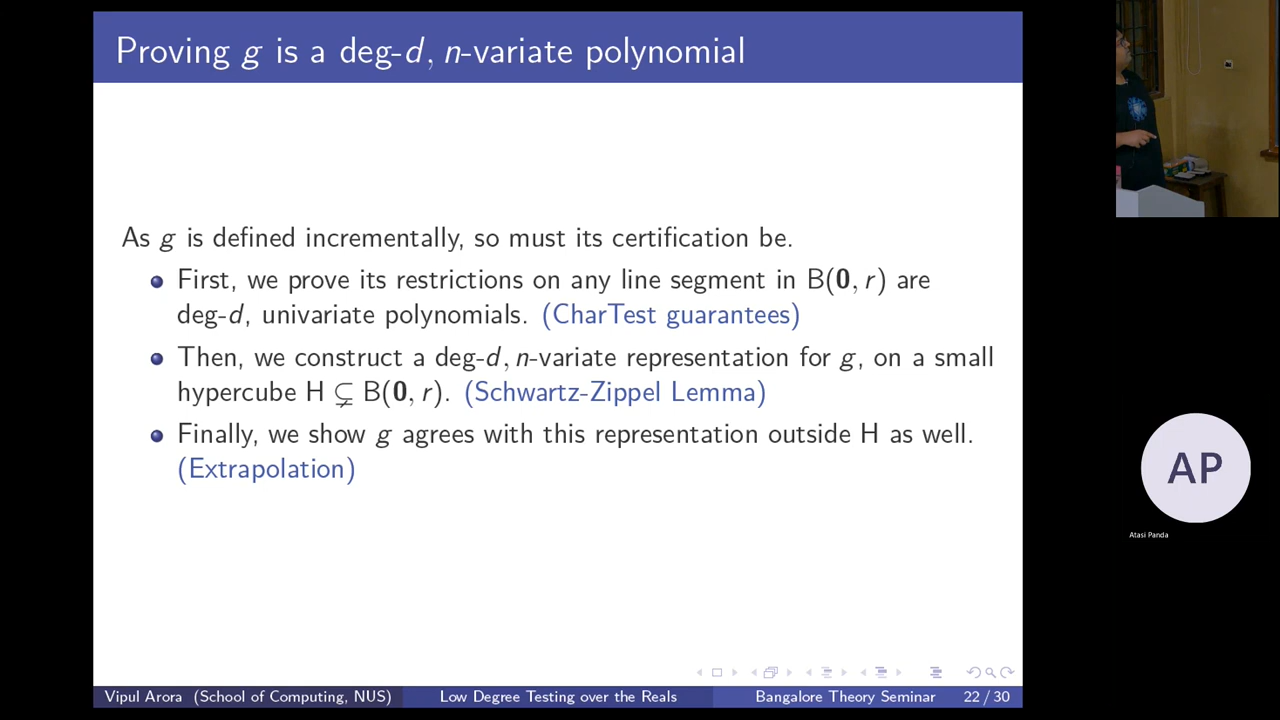 Proving g is a deg-d, n-variate polynomial
As g is defined incrementally, so must its certification be.
First, we prove its restrictions on any line segment in B(0, r) are
deg-d, univariate polynomials. (CharTest guarantees)
Then, we construct a deg-d, n-variate representation for g, on a small
hypercube H ⊊ B(0, r). (Schwartz-Zippel Lemma)
Finally, we show g agrees with this representation outside H as well.
(Extrapolation)
AP
Atasi Panda
Vipul Arora (School of Computing, NUS) Low Degree Testing over the Reals Bangalore Theory Seminar 22 / 30